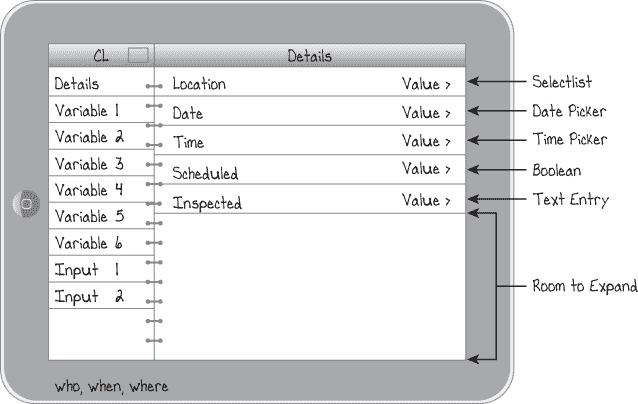 CL
Details
Details
Variable 1
Variable 2
Variable 3
Variable 4
Variable 5
Variable 6
Input 1
Input 2
Location Value >
Date Value >
Time Value >
Scheduled Value >
Inspected Value >
Selectlist
Date Picker
Time Picker
Boolean
Text Entry
Room to Expand
who, when, where